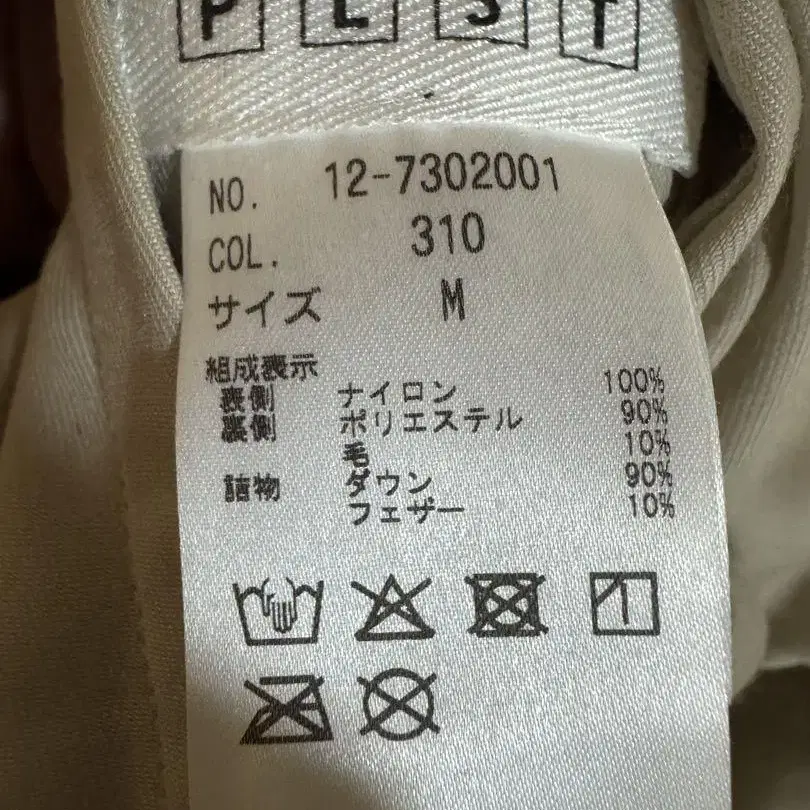 PLST
NO. 12-7302001
COL. 310
サイズ M
組成表示
表側 ナイロン 100%
裏側 ポリエステル 90%
毛 10%
詰物 ダウン 90%
フェザー 10%